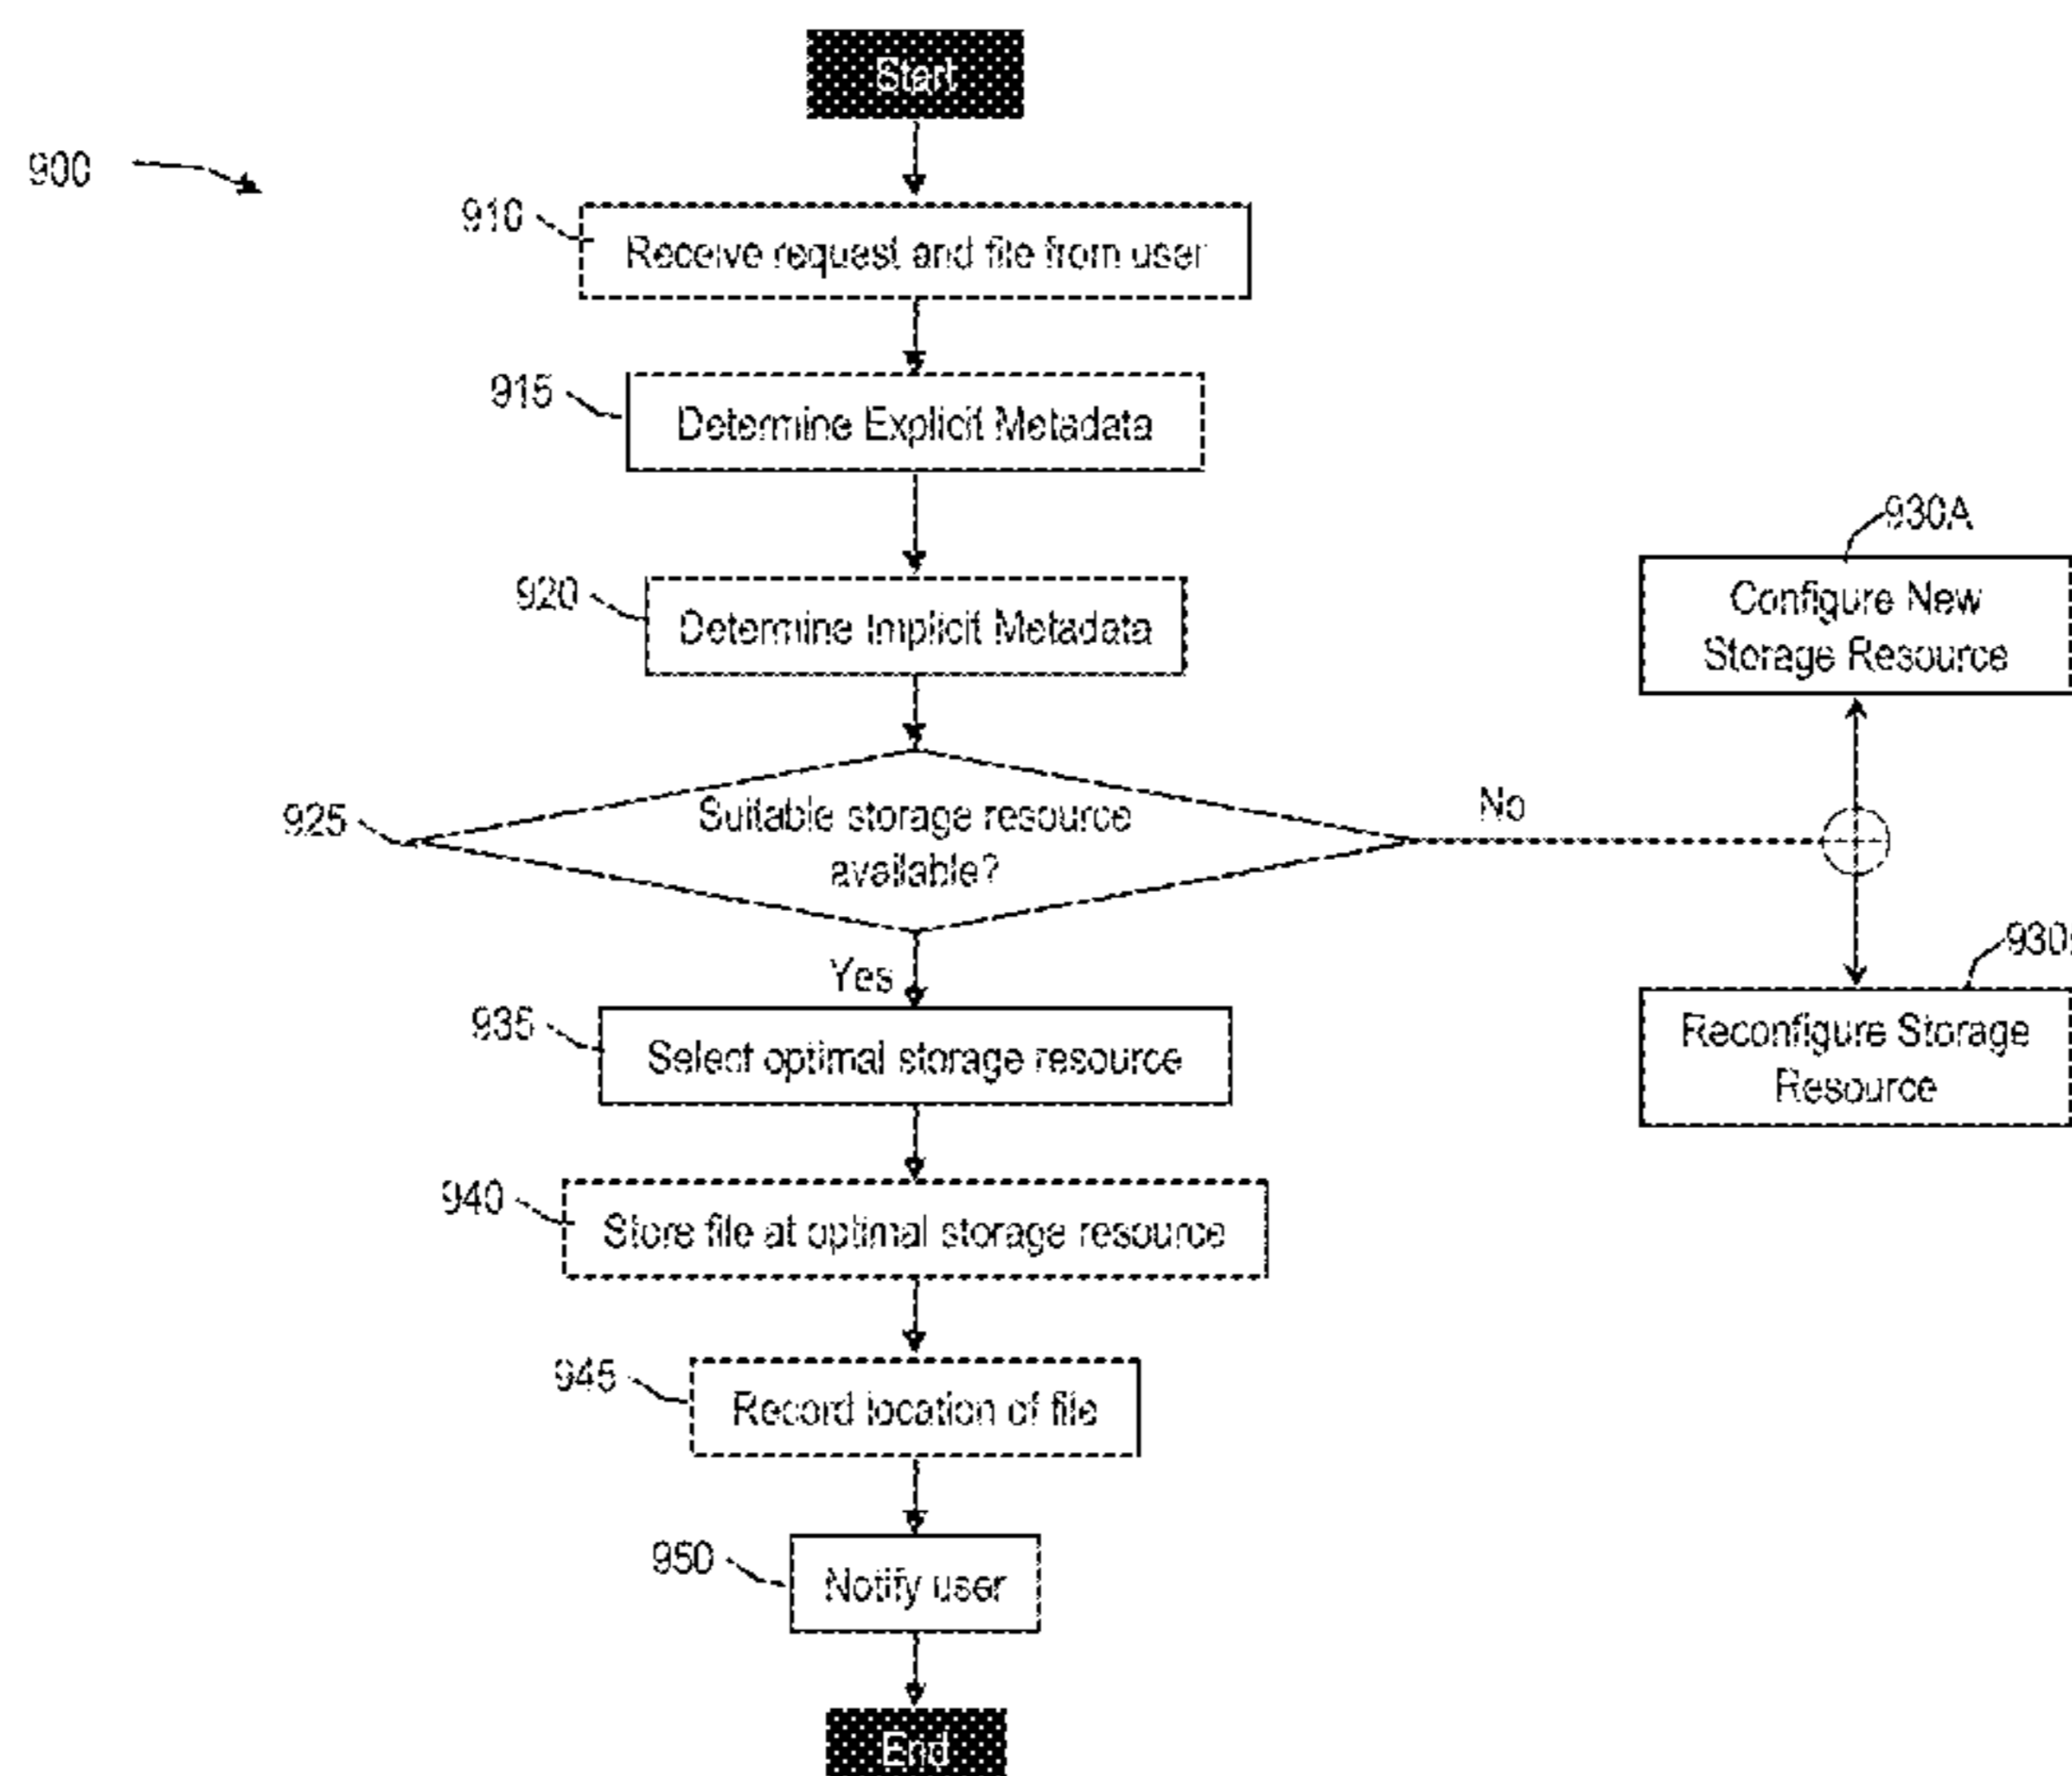 Start
900
910
Receive request and file from user
915
Determine Explicit Metadata
930A
920
Determine Implicit Metadata
Configure New
Storage Resource
925
Suitable storage resource
available?
No
Yes
930
935
Select optimal storage resource
Reconfigure Storage
Resource
940
Store file at optimal storage resource
945
Record location of file
950
Notify user
End